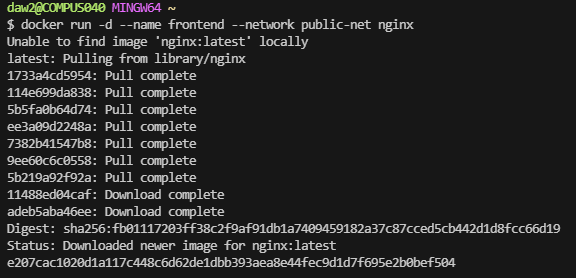 daw2@COMPUS040 MINGW64 ~
$ docker run -d --name frontend --network public-net nginx
Unable to find image 'nginx:latest' locally
latest: Pulling from library/nginx
1733a4cd5954: Pull complete
114e699da838: Pull complete
5b5fa0b64d74: Pull complete
ee3a09d2248a: Pull complete
7382b41547b8: Pull complete
9ee60c6c0558: Pull complete
5b219a92f92a: Pull complete
11488ed04caf: Download complete
adeb5aba46ee: Download complete
Digest: sha256:fb01117203ff38c2f9af91db1a7409459182a37c87cced5cb442d1d8fcc66d19
Status: Downloaded newer image for nginx:latest
e207cac1020d1a117c448c6d62de1dbb393aea8e44fec9d1d7f695e2b0bef504